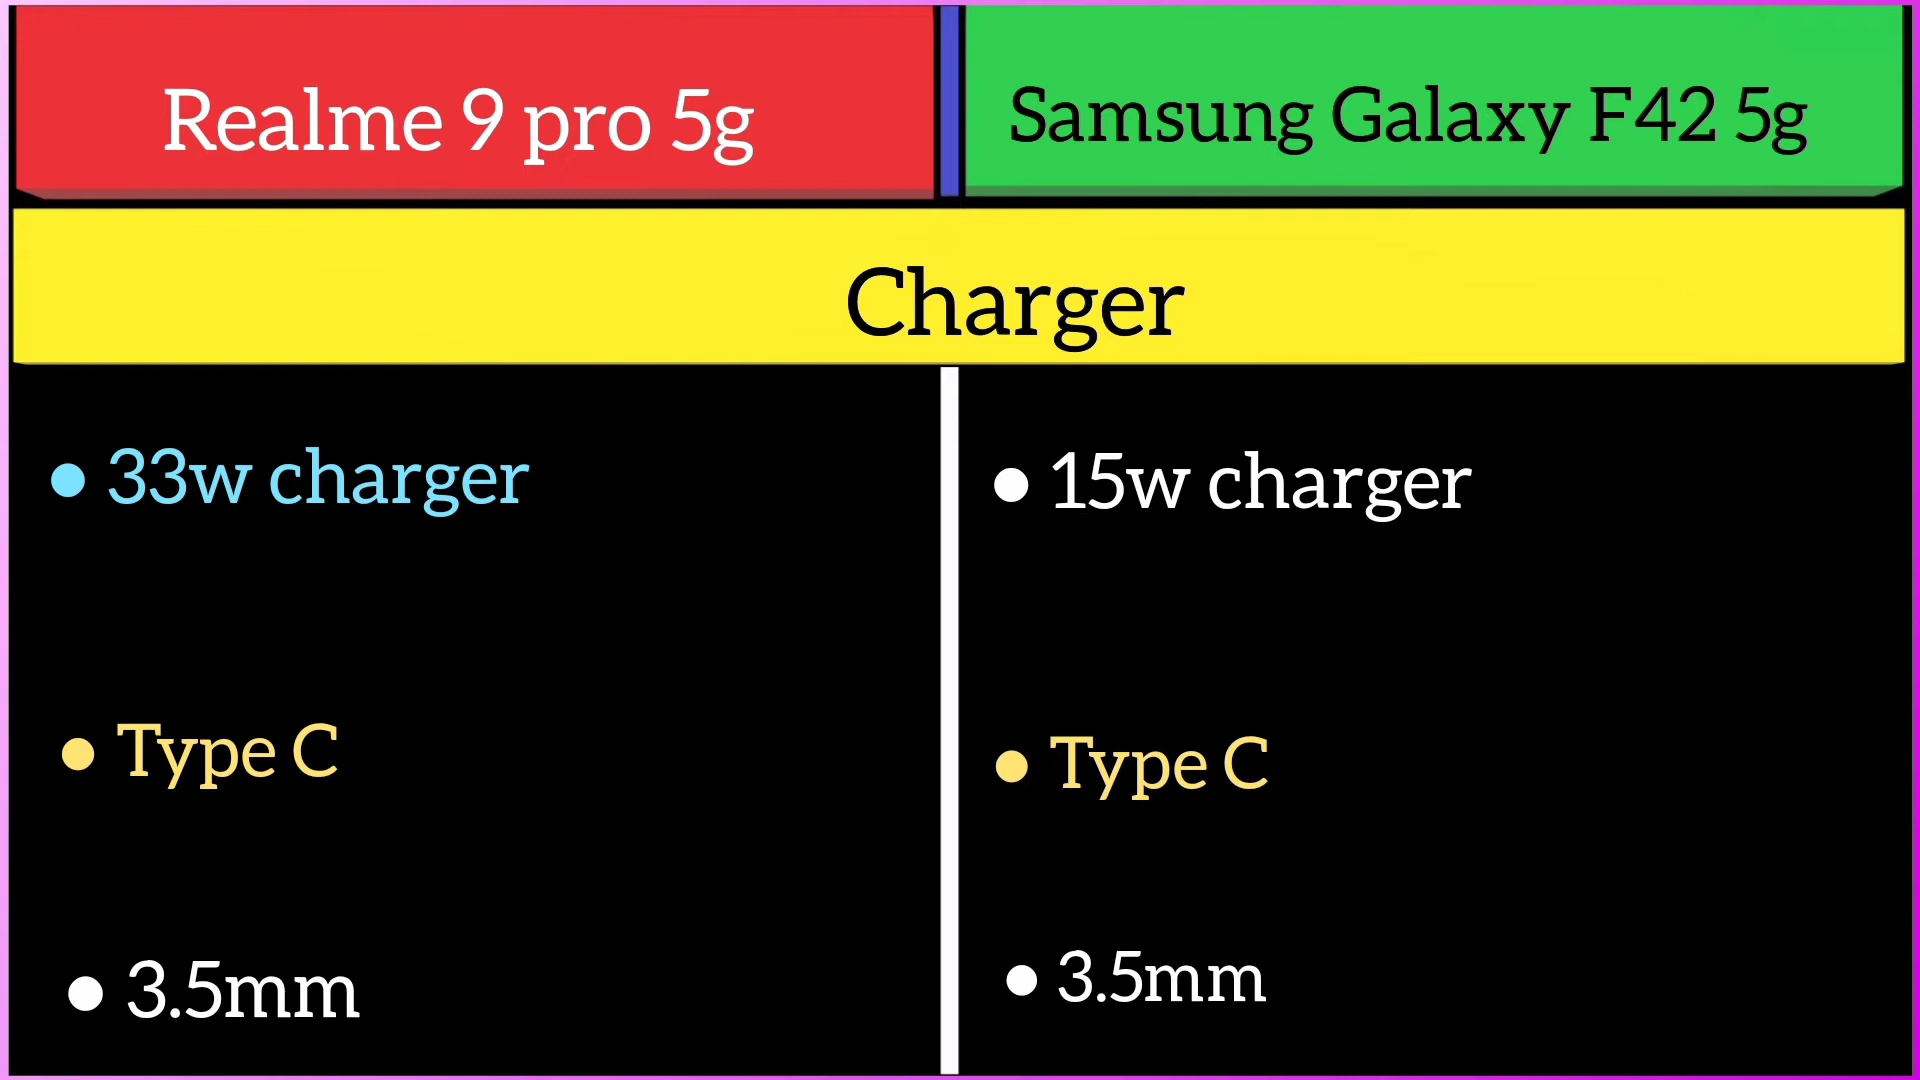 Realme 9 pro 5g
Samsung Galaxy F42 5g
Charger
• 33w charger
• 15w charger
• Type C
• Type C
• 3.5mm
• 3.5mm